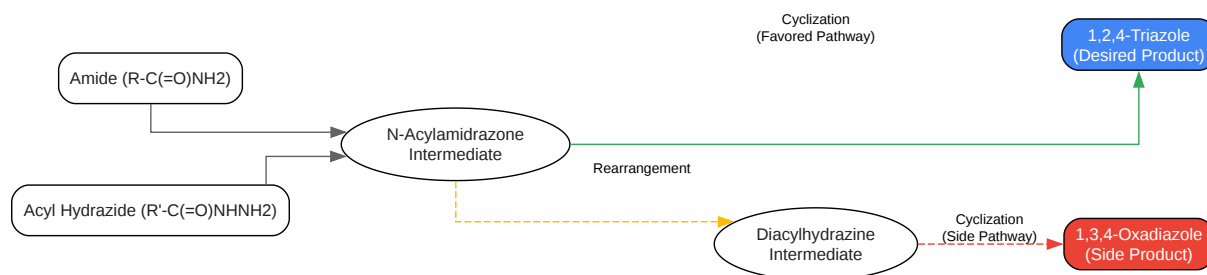 Cyclization
(Favored Pathway)
1,2,4-Triazole
(Desired Product)
Amide (R-C(=O)NH2)
N-Acylamidrazone
Intermediate
Rearrangement
Acyl Hydrazide (R'-C(=O)NHNH2)
Diacylhydrazine
Intermediate
Cyclization
(Side Pathway)
1,3,4-Oxadiazole
(Side Product)